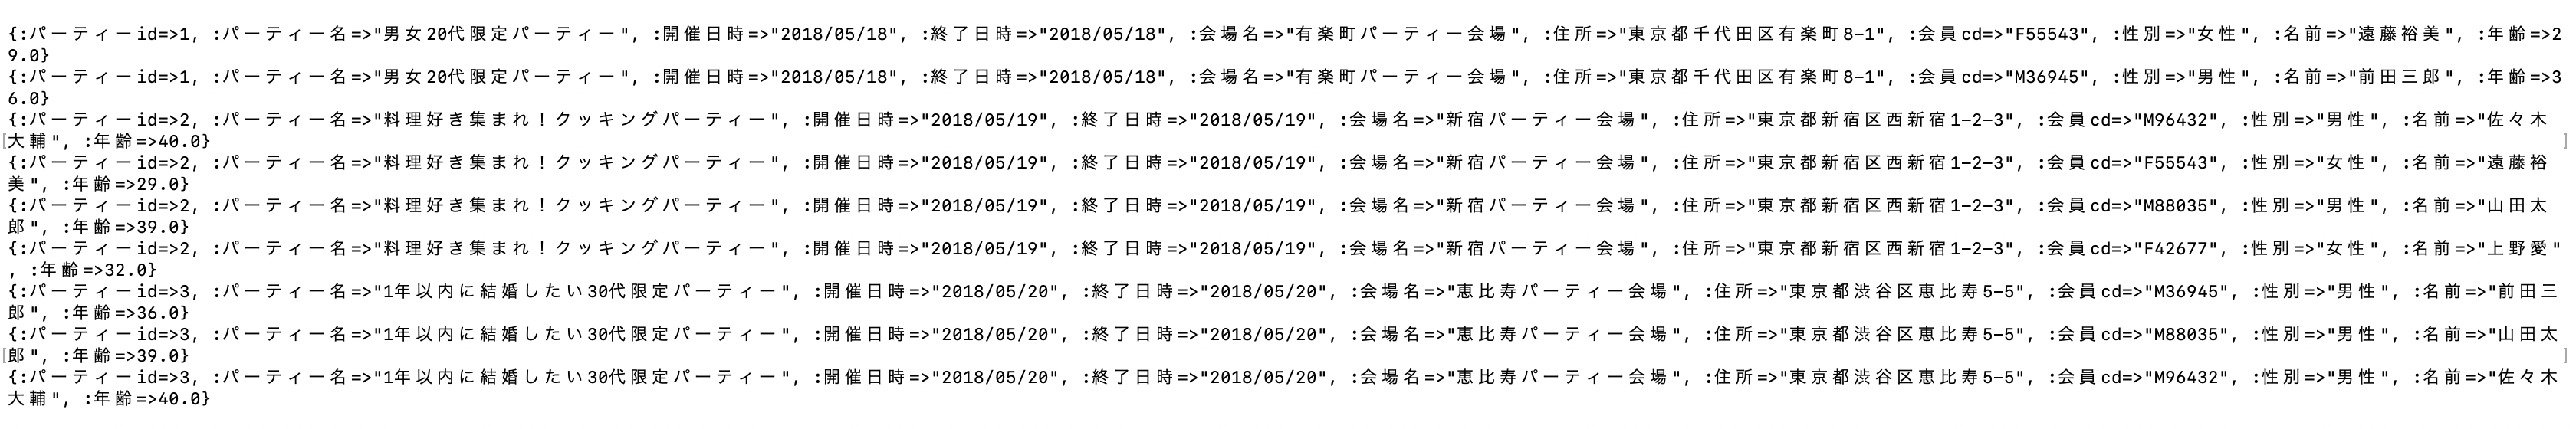 {:パーティーid=>1, :パーティー名=>"男女20代限定パーティー", :開催日時=>"2018/05/18", :終了日時=>"2018/05/18", :会場名=>"有楽町パーティー会場", :住所=>"東京都千代田区有楽町8-1", :会員cd=>"F55543", :性別=>"女性", :名前=>"遠藤裕美", :年齢=>2
9.0}
{:パーティーid=>1, :パーティー名=>"男女20代限定パーティー", :開催日時=>"2018/05/18", :終了日時=>"2018/05/18", :会場名=>"有楽町パーティー会場", :住所=>"東京都千代田区有楽町8-1", :会員cd=>"M36945", :性別=>"男性", :名前=>"前田三郎", :年齢=>3
6.0}
{:パーティーid=>2, :パーティー名=>"料理好き集まれ！クッキングパーティー", :開催日時=>"2018/05/19", :終了日時=>"2018/05/19", :会場名=>"新宿パーティー会場", :住所=>"東京都新宿区西新宿1-2-3", :会員cd=>"M96432", :性別=>"男性", :名前=>"佐々木
[大輔", :年齢=>40.0} ]
{:パーティーid=>2, :パーティー名=>"料理好き集まれ！クッキングパーティー", :開催日時=>"2018/05/19", :終了日時=>"2018/05/19", :会場名=>"新宿パーティー会場", :住所=>"東京都新宿区西新宿1-2-3", :会員cd=>"F55543", :性別=>"女性", :名前=>"遠藤裕
美", :年齢=>29.0}
{:パーティーid=>2, :パーティー名=>"料理好き集まれ！クッキングパーティー", :開催日時=>"2018/05/19", :終了日時=>"2018/05/19", :会場名=>"新宿パーティー会場", :住所=>"東京都新宿区西新宿1-2-3", :会員cd=>"M88035", :性別=>"男性", :名前=>"山田太
郎", :年齢=>39.0}
{:パーティーid=>2, :パーティー名=>"料理好き集まれ！クッキングパーティー", :開催日時=>"2018/05/19", :終了日時=>"2018/05/19", :会場名=>"新宿パーティー会場", :住所=>"東京都新宿区西新宿1-2-3", :会員cd=>"F42677", :性別=>"女性", :名前=>"上野愛"
, :年齢=>32.0}
{:パーティーid=>3, :パーティー名=>"1年以内に結婚したい30代限定パーティー", :開催日時=>"2018/05/20", :終了日時=>"2018/05/20", :会場名=>"恵比寿パーティー会場", :住所=>"東京都渋谷区恵比寿5-5", :会員cd=>"M36945", :性別=>"男性", :名前=>"前田三
郎", :年齢=>36.0}
{:パーティーid=>3, :パーティー名=>"1年以内に結婚したい30代限定パーティー", :開催日時=>"2018/05/20", :終了日時=>"2018/05/20", :会場名=>"恵比寿パーティー会場", :住所=>"東京都渋谷区恵比寿5-5", :会員cd=>"M88035", :性別=>"男性", :名前=>"山田太
[郎", :年齢=>39.0} ]
{:パーティーid=>3, :パーティー名=>"1年以内に結婚したい30代限定パーティー", :開催日時=>"2018/05/20", :終了日時=>"2018/05/20", :会場名=>"恵比寿パーティー会場", :住所=>"東京都渋谷区恵比寿5-5", :会員cd=>"M96432", :性別=>"男性", :名前=>"佐々木
大輔", :年齢=>40.0}